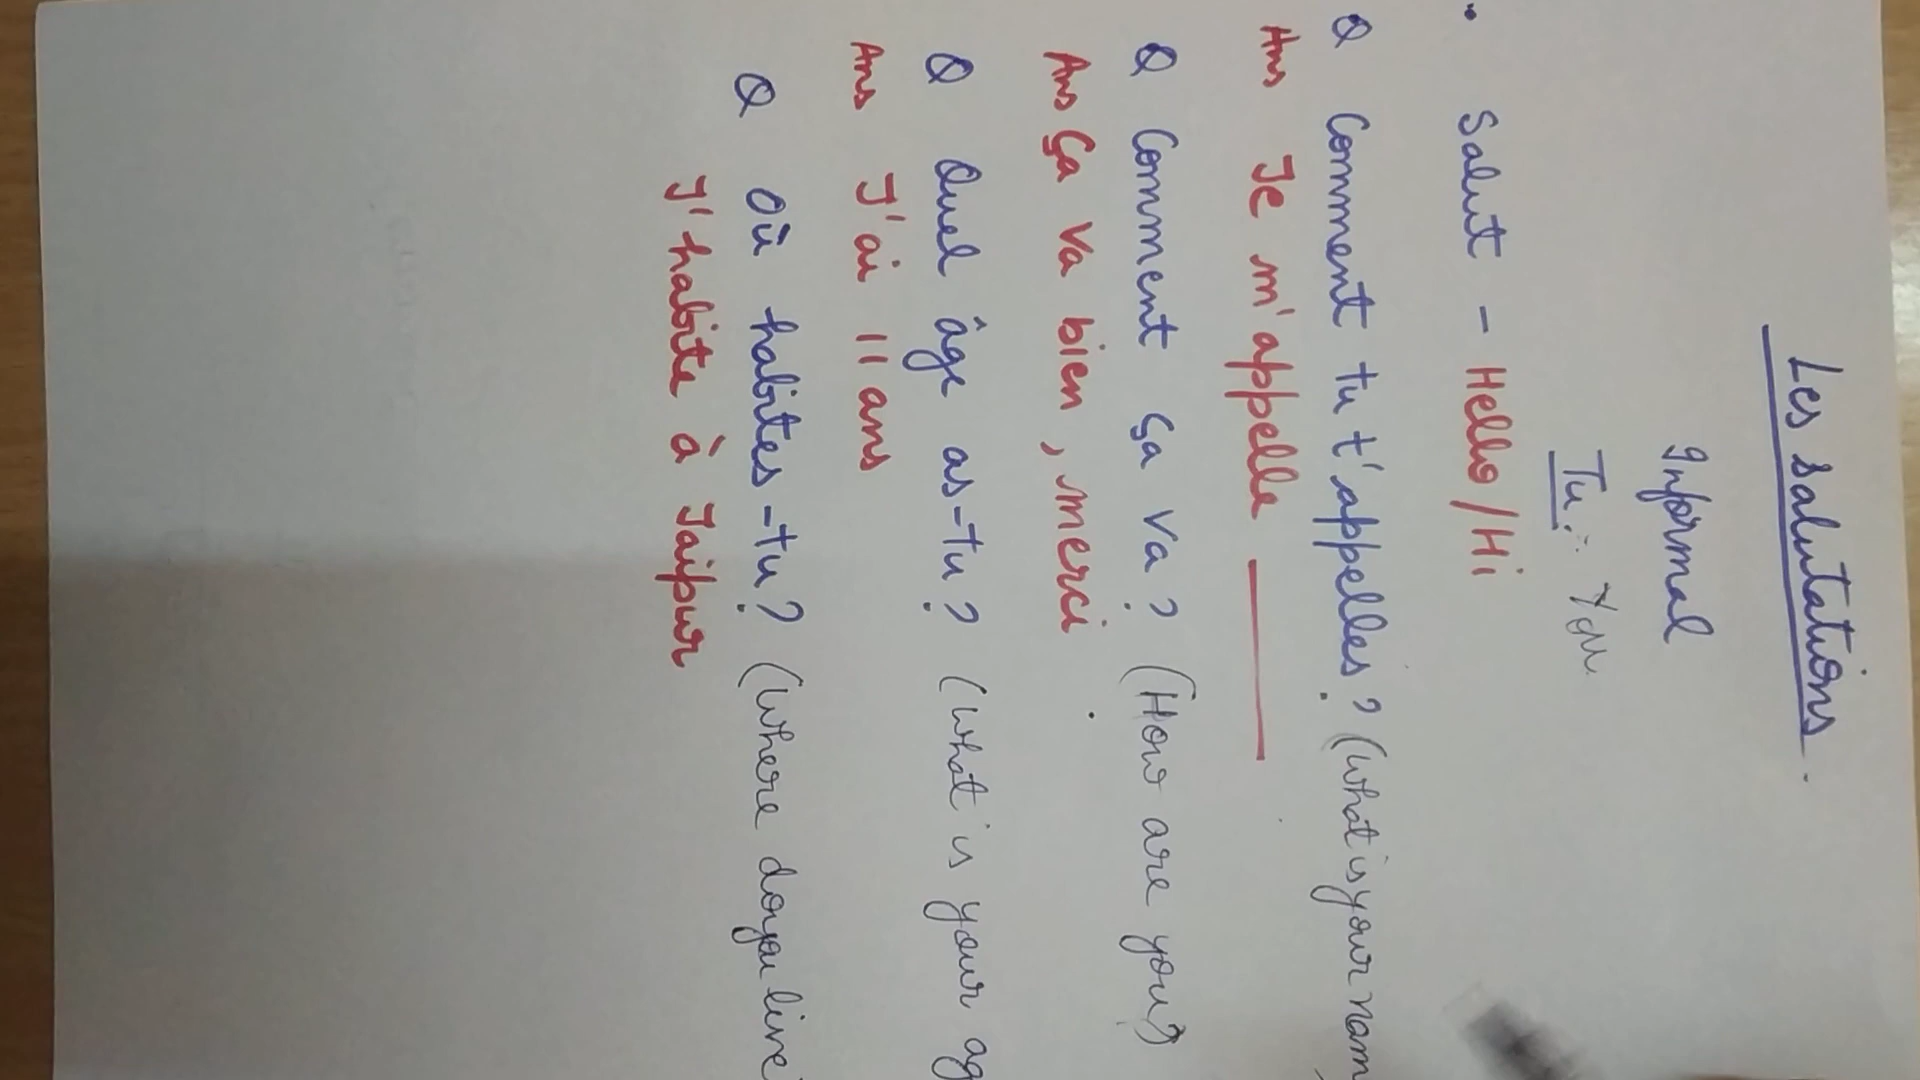 Les salutations.
Informal
Tu :- You
• Salut - Hello/Hi
Q Comment tu t'appelles? (What is your nam
Ans Je m'appelle ____
Q Comment ça va? (How are you?)
Ans Ça va bien, merci
Q Quel âge as-tu? (What is your ag
Ans J'ai 11 ans
Q Où habites-tu? (Where do you live
J'habite à Jaipur